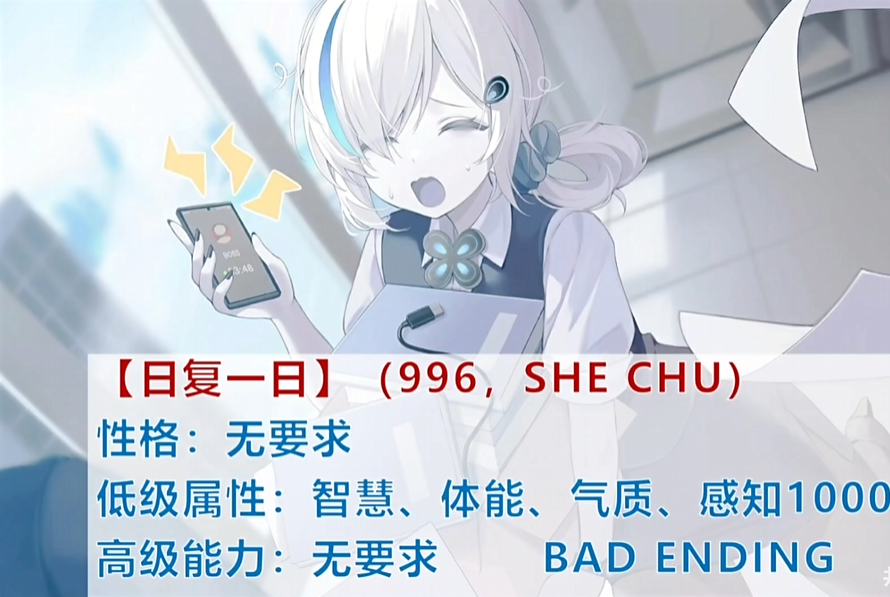 BOSS
【日复一日】（996，SHE CHU）
性格：无要求
低级属性：智慧、体能、气质、感知1000
高级能力：无要求 BAD ENDING